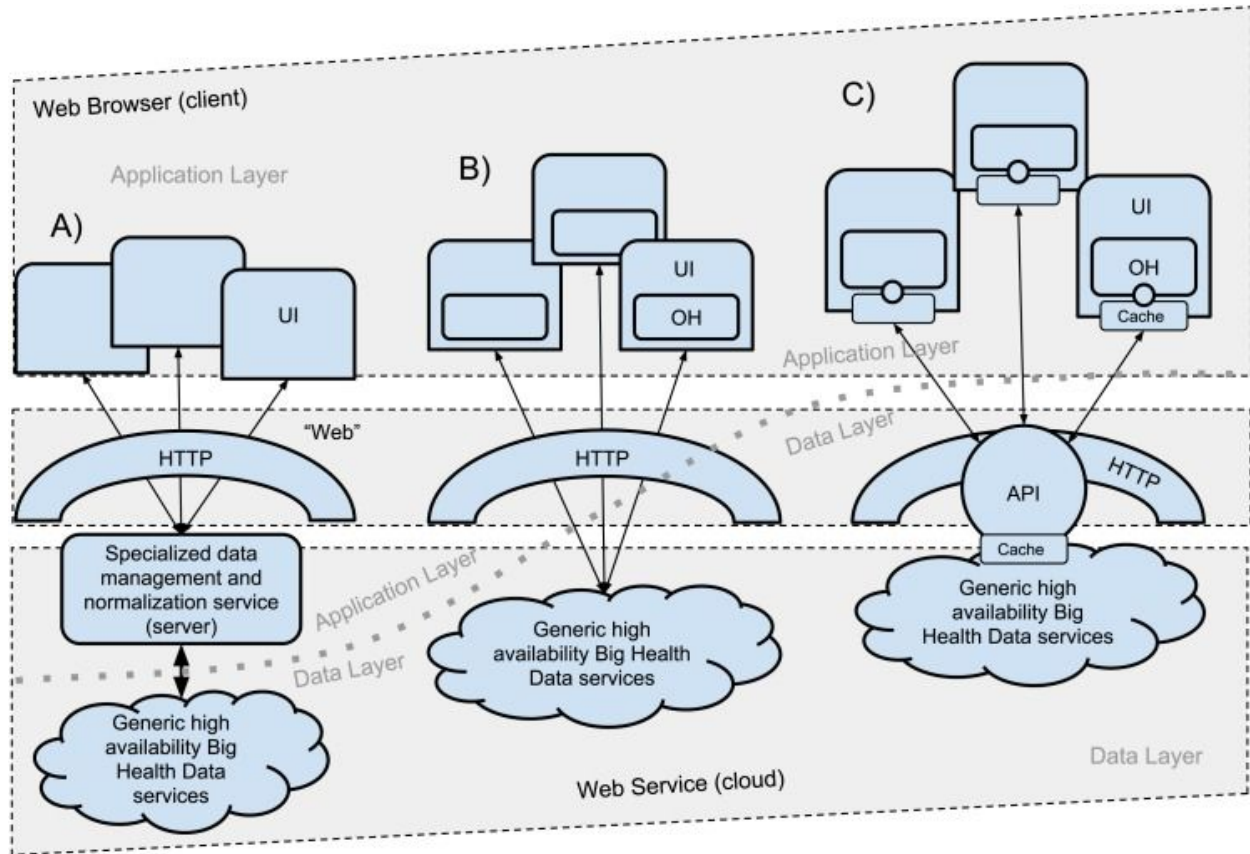 Web Browser (client)
Application Layer
A)
UI
B)
UI
OH
C)
UI
OH
Cache
Application Layer
Data Layer
"Web"
HTTP
HTTP
HTTP
API
Cache
Specialized data
management and
normalization service
(server)
Application Layer
Data Layer
Generic high
availability Big
Health Data
services
Generic high
availability Big Health
Data services
Generic high
availability Big
Health Data services
Web Service (cloud)
Data Layer